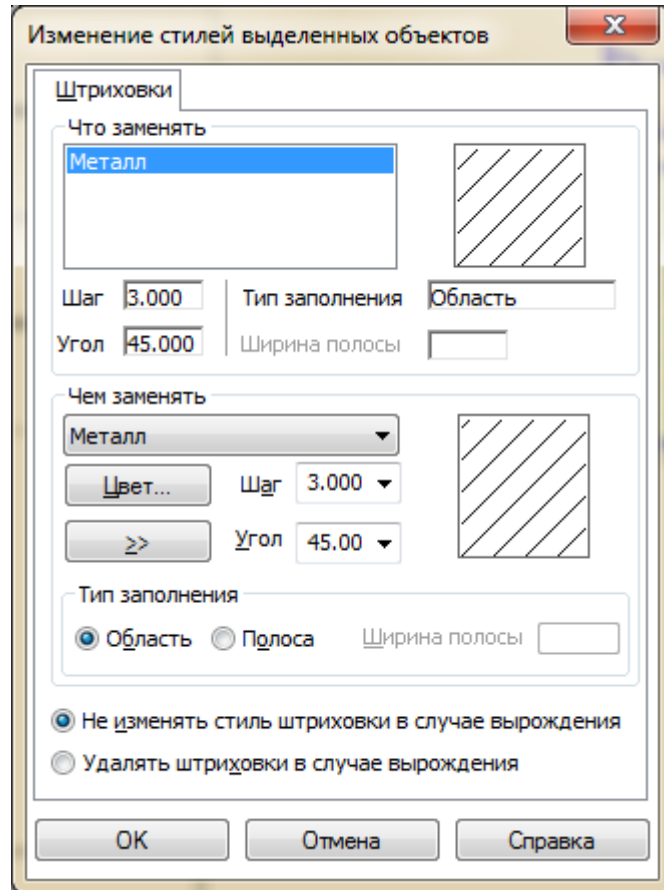 Изменение стилей выделенных объектов
Штриховки
Что заменять
Металл
Шаг 3.000 Тип заполнения Область
Угол 45.000 Ширина полосы
Чем заменять
Металл
Цвет... Шаг 3.000
>> Угол 45.00
Тип заполнения
Область Полоса Ширина полосы
Не изменять стиль штриховки в случае вырождения
Удалять штриховки в случае вырождения
OK Отмена Справка